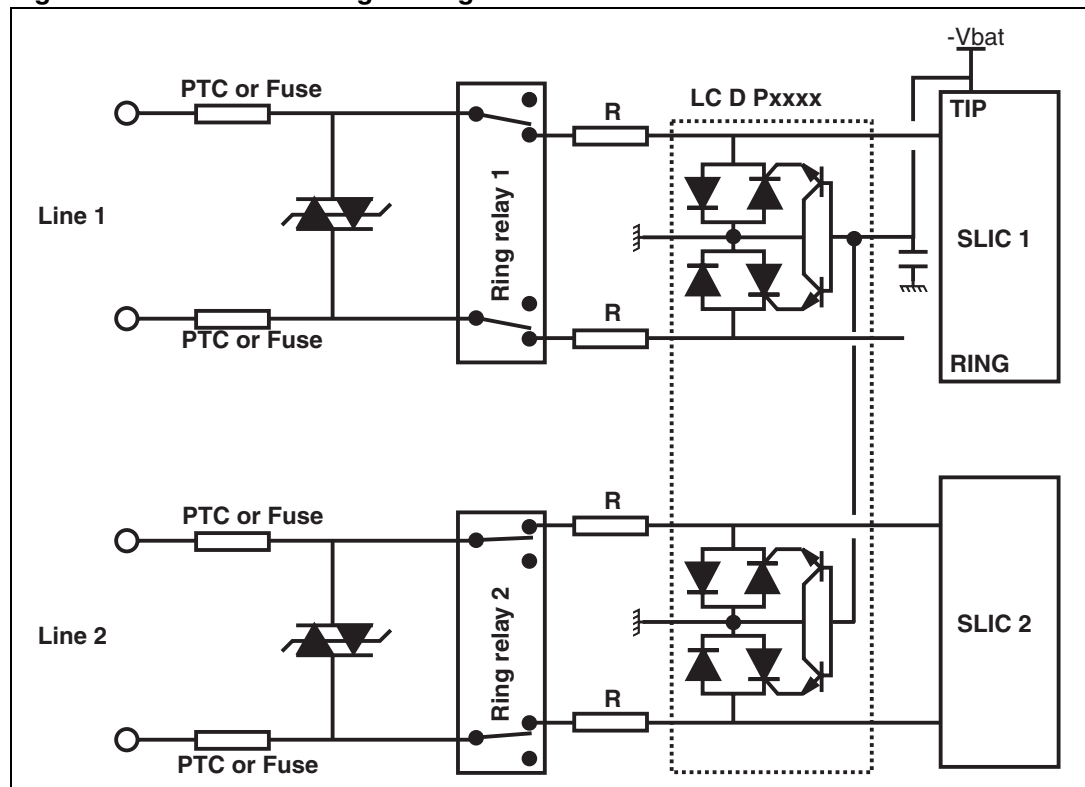 -Vbat
PTC or Fuse
LC D Pxxxx
R
TIP
Line 1
Ring relay 1
SLIC 1
R
PTC or Fuse
RING
PTC or Fuse
R
Line 2
Ring relay 2
SLIC 2
R
PTC or Fuse